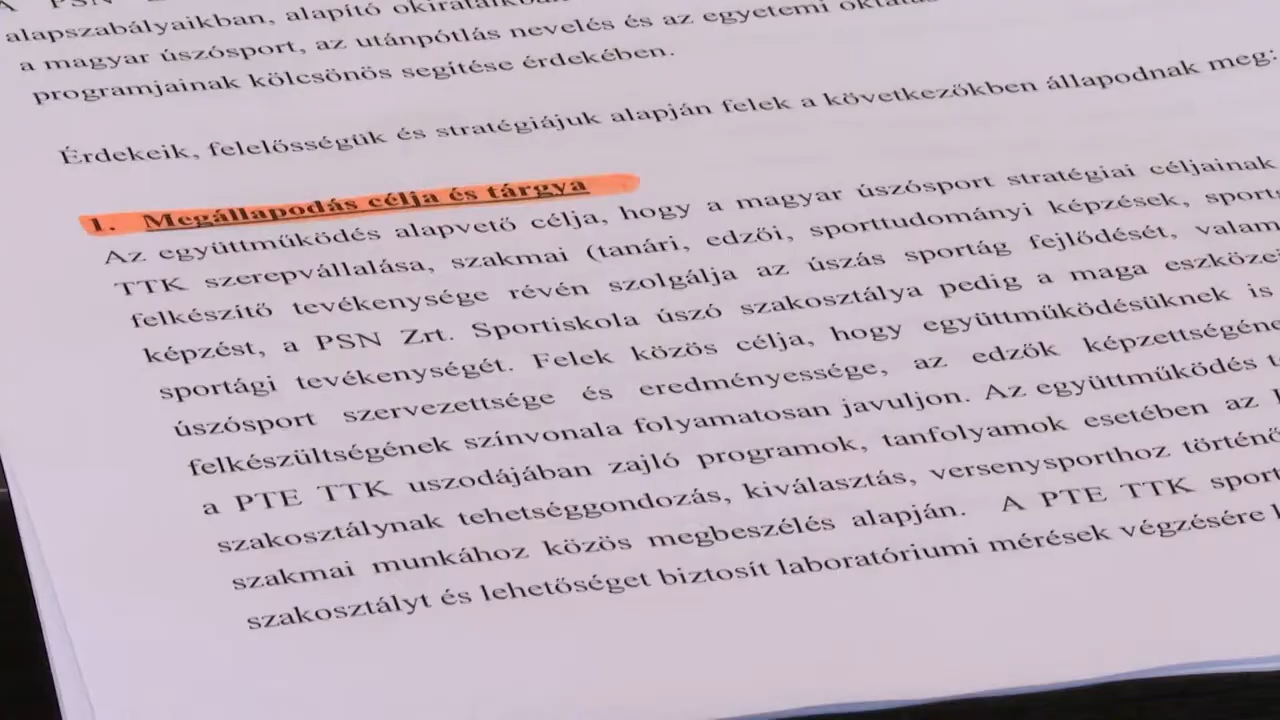 A PSN
alapszabályaikban, alapító okirataikban
a magyar úszósport, az utánpótlás nevelés és az egyetemi oktatás
programjainak kölcsönös segítése érdekében.
Érdekeik, felelősségük és stratégiájuk alapján felek a következőkben állapodnak meg:
1. Megállapodás célja és tárgya
Az együttműködés alapvető célja, hogy a magyar úszósport stratégiai céljainak
TTK szerepvállalása, szakmai (tanári, edzői, sporttudományi képzések, sport
felkészítő tevékenysége révén szolgálja az úszás sportág fejlődését, valam
képzést, a PSN Zrt. Sportiskola úszó szakosztálya pedig a maga eszköze
sportági tevékenységét. Felek közös célja, hogy együttműködésüknek is
úszósport szervezettsége és eredményessége, az edzők képzettségéne
felkészültségének színvonala folyamatosan javuljon. Az együttműködés t
a PTE TTK uszodájában zajló programok, tanfolyamok esetében az
szakosztálynak tehetséggondozás, kiválasztás, versenysporthoz történő
szakmai munkához közös megbeszélés alapján. A PTE TTK sport
szakosztályt és lehetőséget biztosít laboratóriumi mérések végzésére